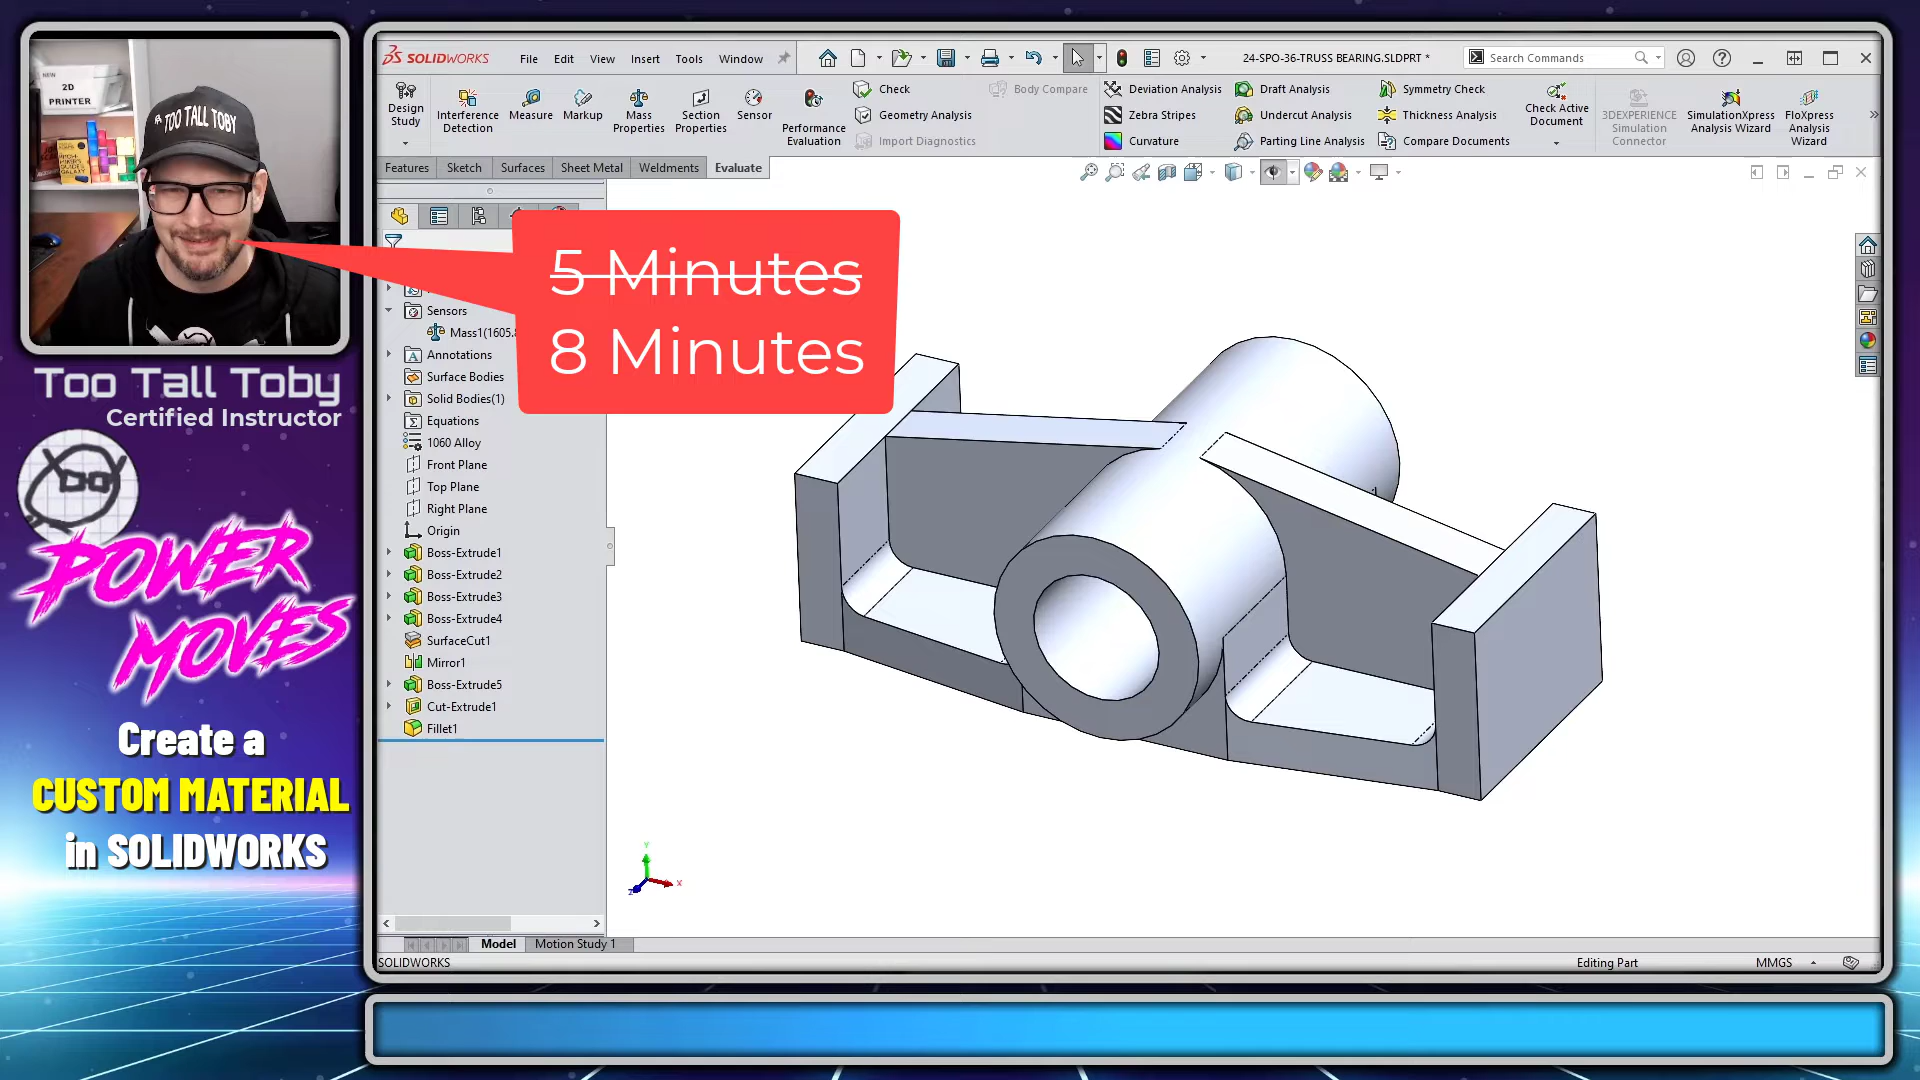 NEW
2D
PRINTER
TOO TALL TOBY
Too Tall Toby
Certified Instructor
POWER
MOVES
Create a
CUSTOM MATERIAL
in SOLIDWORKS
SOLIDWORKS
File Edit View Insert Tools Window
24-SPO-36-TRUSS BEARING.SLDPRT *
Search Commands
Design Study
Interference Detection
Measure
Markup
Mass Properties
Section Properties
Sensor
Performance Evaluation
Check
Geometry Analysis
Import Diagnostics
Body Compare
Deviation Analysis
Zebra Stripes
Curvature
Draft Analysis
Undercut Analysis
Parting Line Analysis
Symmetry Check
Thickness Analysis
Compare Documents
Check Active Document
3DEXPERIENCE Simulation Connector
SimulationXpress Analysis Wizard
FloXpress Analysis Wizard
Features Sketch Surfaces Sheet Metal Weldments Evaluate
5 Minutes
8 Minutes
Sensors
Mass1(1605.
Annotations
Surface Bodies
Solid Bodies(1)
Equations
1060 Alloy
Front Plane
Top Plane
Right Plane
Origin
Boss-Extrude1
Boss-Extrude2
Boss-Extrude3
Boss-Extrude4
SurfaceCut1
Mirror1
Boss-Extrude5
Cut-Extrude1
Fillet1
Y
X
Z
Model Motion Study 1
SOLIDWORKS
Editing Part
MMGS